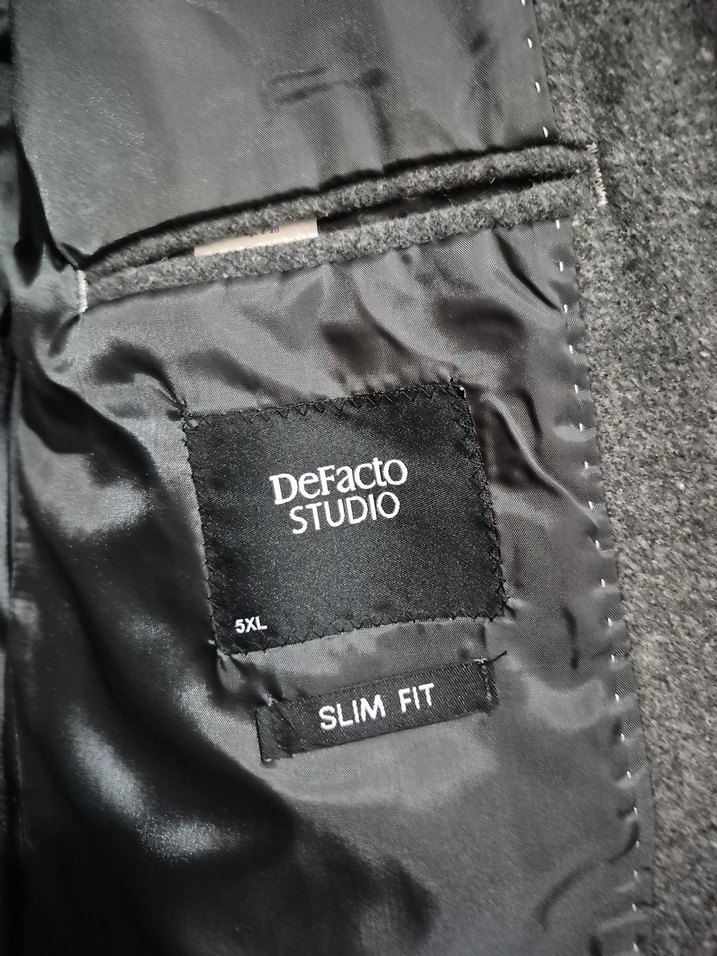 DeFacto
STUDIO
5XL
SLIM FIT